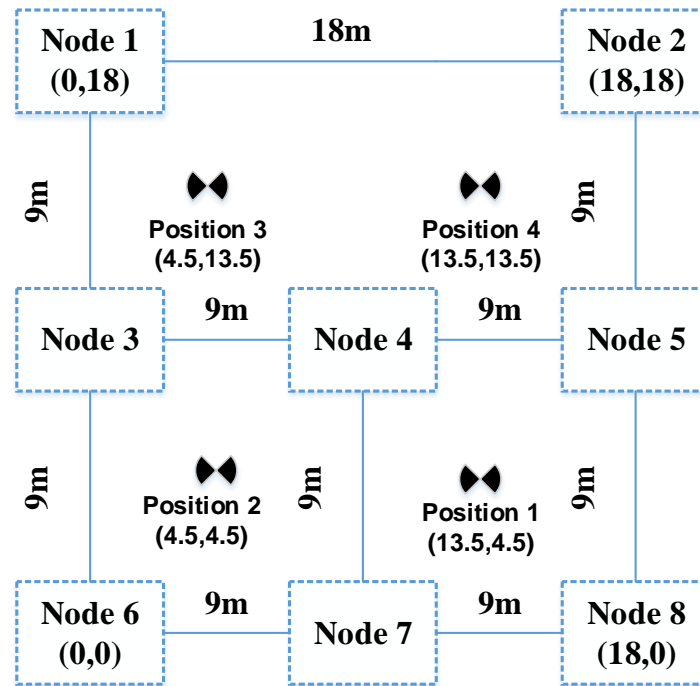 Node 1
(0,18)
18m
Node 2
(18,18)
9m
9m
Position 3
(4.5,13.5)
Position 4
(13.5,13.5)
Node 3
9m
Node 4
9m
Node 5
9m
Position 2
(4.5,4.5)
9m
Position 1
(13.5,4.5)
9m
Node 6
(0,0)
9m
Node 7
9m
Node 8
(18,0)